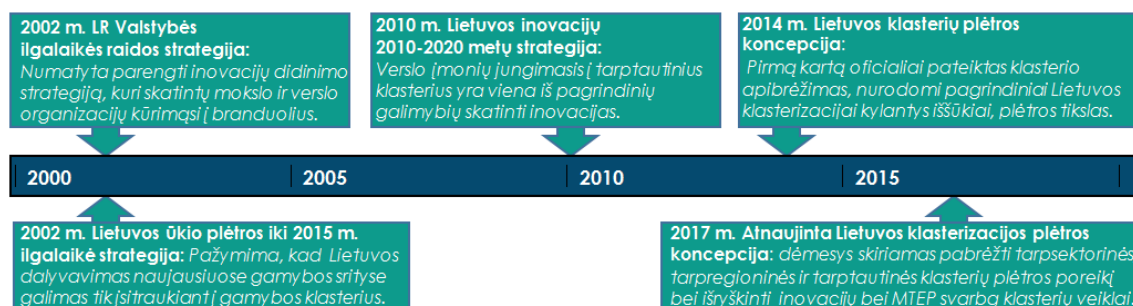 2002 m. LR Valstybės
ilgalaikės raidos strategija:
Numatyta parengti inovacijų didinimo
strategiją, kuri skatintų mokslo ir verslo
organizacijų kūrimąsi į branduolius.
2010 m. Lietuvos inovacijų
2010-2020 metų strategija:
Verslo įmonių jungimasis į tarptautinius
klasterius yra viena iš pagrindinių
galimybių skatinti inovacijas.
2014 m. Lietuvos klasterių plėtros
koncepcija:
Pirmą kartą oficialiai pateiktas klasterio
apibrėžimas, nurodomi pagrindiniai Lietuvos
klasterizacijai kylantys iššūkiai, plėtros tikslas.
2000
2005
2010
2015
2002 m. Lietuvos ūkio plėtros iki 2015 m.
ilgalaikė strategija: Pažymima, kad Lietuvos
dalyvavimas naujausiuose gamybos srityse
galimas tik įsitraukiant į gamybos klasterius.
2017 m. Atnaujinta Lietuvos klasterizacijos plėtros
koncepcija: dėmesys skiriamas pabrėžti tarpsektorinės
tarpregioninės ir tarptautinės klasterių plėtros poreikį
bei išryškinti inovacijų bei MTEP svarbą klasterių veiklai